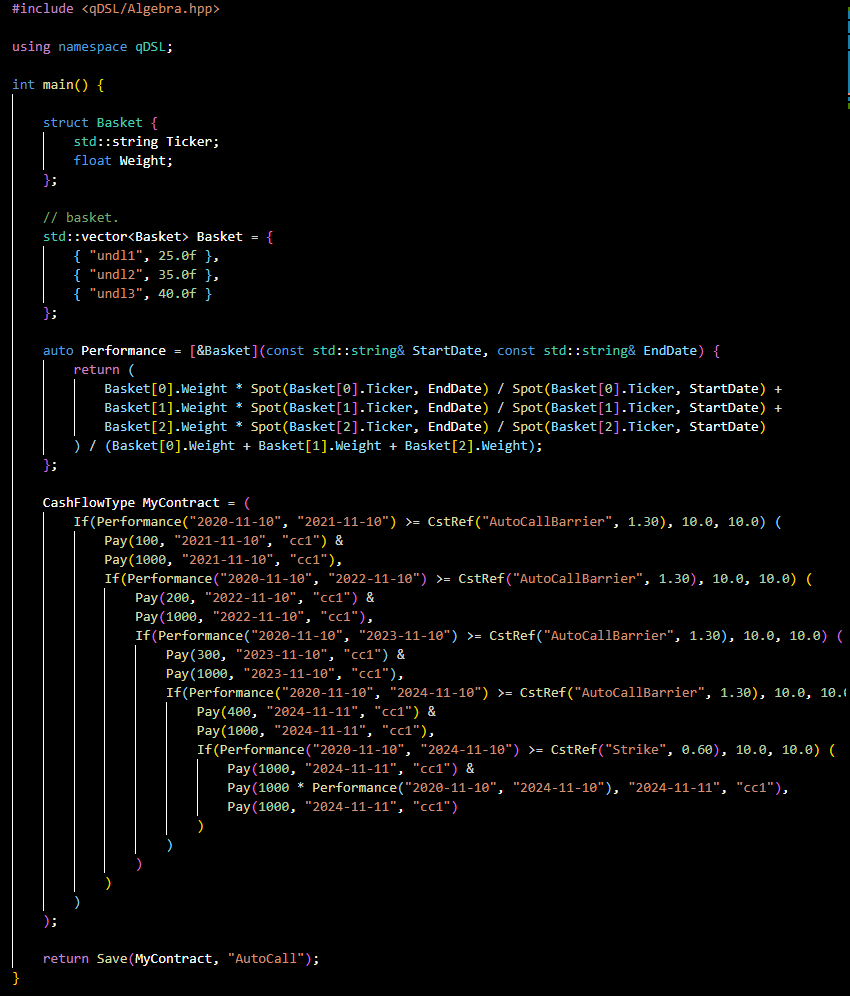 #include <qDSL/Algebra.hpp>
using namespace qDSL;
int main() {
struct Basket {
std::string Ticker;
float Weight;
};
// basket.
std::vector<Basket> Basket = {
{ "undl1", 25.0f },
{ "undl2", 35.0f },
{ "undl3", 40.0f }
};
auto Performance = [&Basket](const std::string& StartDate, const std::string& EndDate) {
return (
Basket[0].Weight * Spot(Basket[0].Ticker, EndDate) / Spot(Basket[0].Ticker, StartDate) +
Basket[1].Weight * Spot(Basket[1].Ticker, EndDate) / Spot(Basket[1].Ticker, StartDate) +
Basket[2].Weight * Spot(Basket[2].Ticker, EndDate) / Spot(Basket[2].Ticker, StartDate)
) / (Basket[0].Weight + Basket[1].Weight + Basket[2].Weight);
};
CashFlowType MyContract = (
If(Performance("2020-11-10", "2021-11-10") >= CstRef("AutoCallBarrier", 1.30), 10.0, 10.0) (
Pay(100, "2021-11-10", "cc1") &
Pay(1000, "2021-11-10", "cc1"),
If(Performance("2020-11-10", "2022-11-10") >= CstRef("AutoCallBarrier", 1.30), 10.0, 10.0) (
Pay(200, "2022-11-10", "cc1") &
Pay(1000, "2022-11-10", "cc1"),
If(Performance("2020-11-10", "2023-11-10") >= CstRef("AutoCallBarrier", 1.30), 10.0, 10.0) (
Pay(300, "2023-11-10", "cc1") &
Pay(1000, "2023-11-10", "cc1"),
If(Performance("2020-11-10", "2024-11-10") >= CstRef("AutoCallBarrier", 1.30), 10.0, 10.0
Pay(400, "2024-11-11", "cc1") &
Pay(1000, "2024-11-11", "cc1"),
If(Performance("2020-11-10", "2024-11-10") >= CstRef("Strike", 0.60), 10.0, 10.0) (
Pay(1000, "2024-11-11", "cc1") &
Pay(1000 * Performance("2020-11-10", "2024-11-10"), "2024-11-11", "cc1"),
Pay(1000, "2024-11-11", "cc1")
)
)
)
)
)
);
return Save(MyContract, "AutoCall");
}